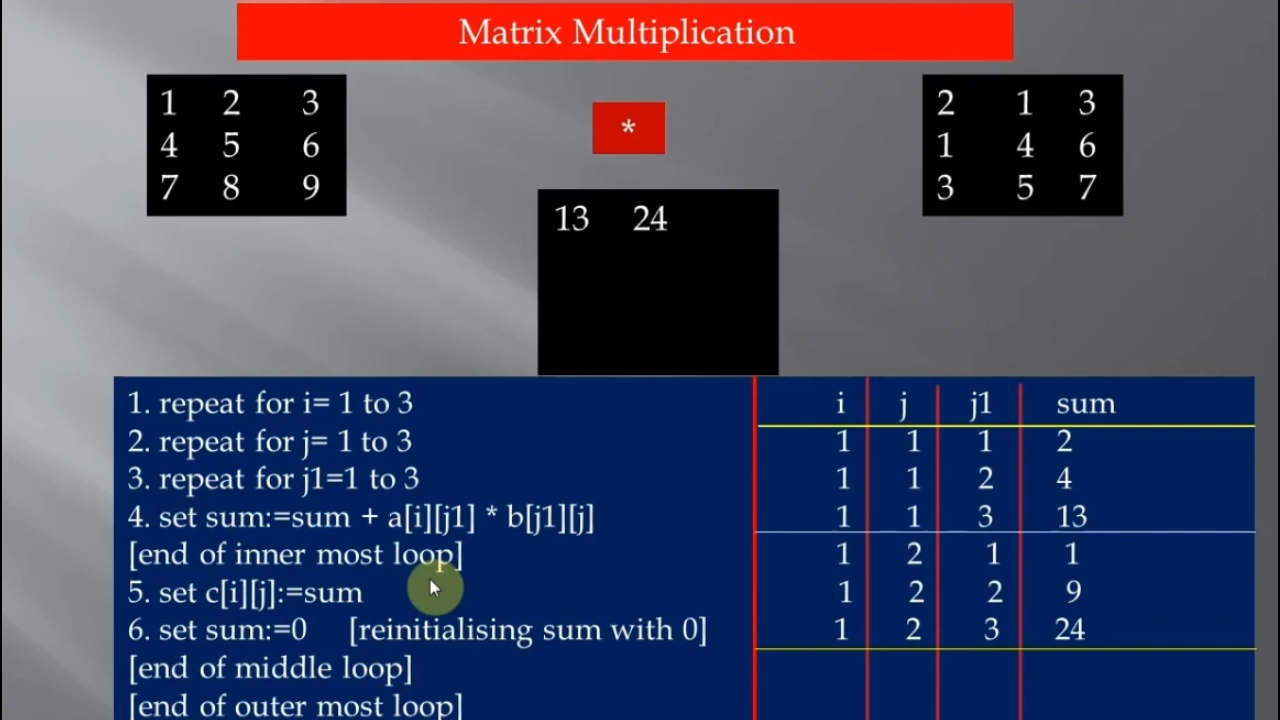 Matrix Multiplication
1 2 3
4 5 6
7 8 9
*
2 1 3
1 4 6
3 5 7
13 24
1. repeat for i= 1 to 3
2. repeat for j= 1 to 3
3. repeat for j1=1 to 3
4. set sum:=sum + a[i][j1] * b[j1][j]
[end of inner most loop]
5. set c[i][j]:=sum
6. set sum:=0 [reinitialising sum with 0]
[end of middle loop]
[end of outer most loop]
i j j1 sum
1 1 1 2
1 1 2 4
1 1 3 13
1 2 1 1
1 2 2 9
1 2 3 24